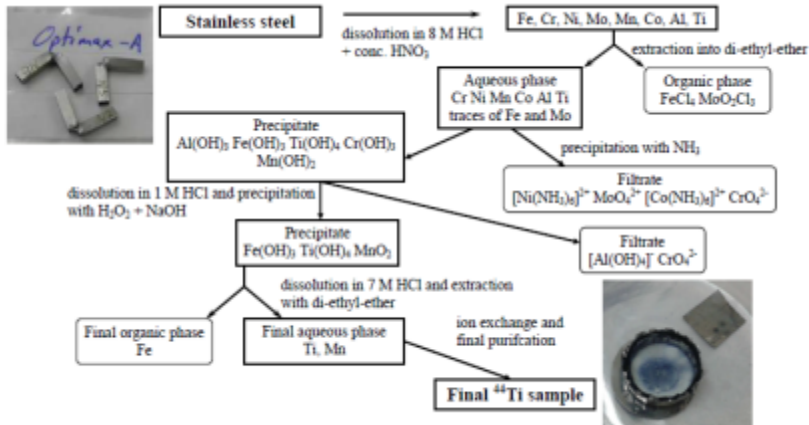 Optimax-A
Stainless steel
dissolution in 8 M HCl
+ conc. HNO₃
Fe, Cr, Ni, Mo, Mn, Co, Al, Ti
extraction into di-ethyl-ether
Aqueous phase
Cr Ni Mn Co Al Ti
traces of Fe and Mo
Organic phase
FeCl₄ MoO₂Cl₃
Precipitate
Al(OH)₃ Fe(OH)₃ Ti(OH)₄ Cr(OH)₃
Mn(OH)₂
precipitation with NH₃
Filtrate
[Ni(NH₃)₆]²⁺ MoO₄²⁺ [Co(NH₃)₆]²⁺ CrO₄²⁻
dissolution in 1 M HCl and precipitation
with H₂O₂ + NaOH
Precipitate
Fe(OH)₃ Ti(OH)₄ MnO₂
Filtrate
[Al(OH)₄]⁻ CrO₄²⁻
dissolution in 7 M HCl and extraction
with di-ethyl-ether
Final organic phase
Fe
Final aqueous phase
Ti, Mn
ion exchange and
final purifcation
Final ⁴⁴Ti sample